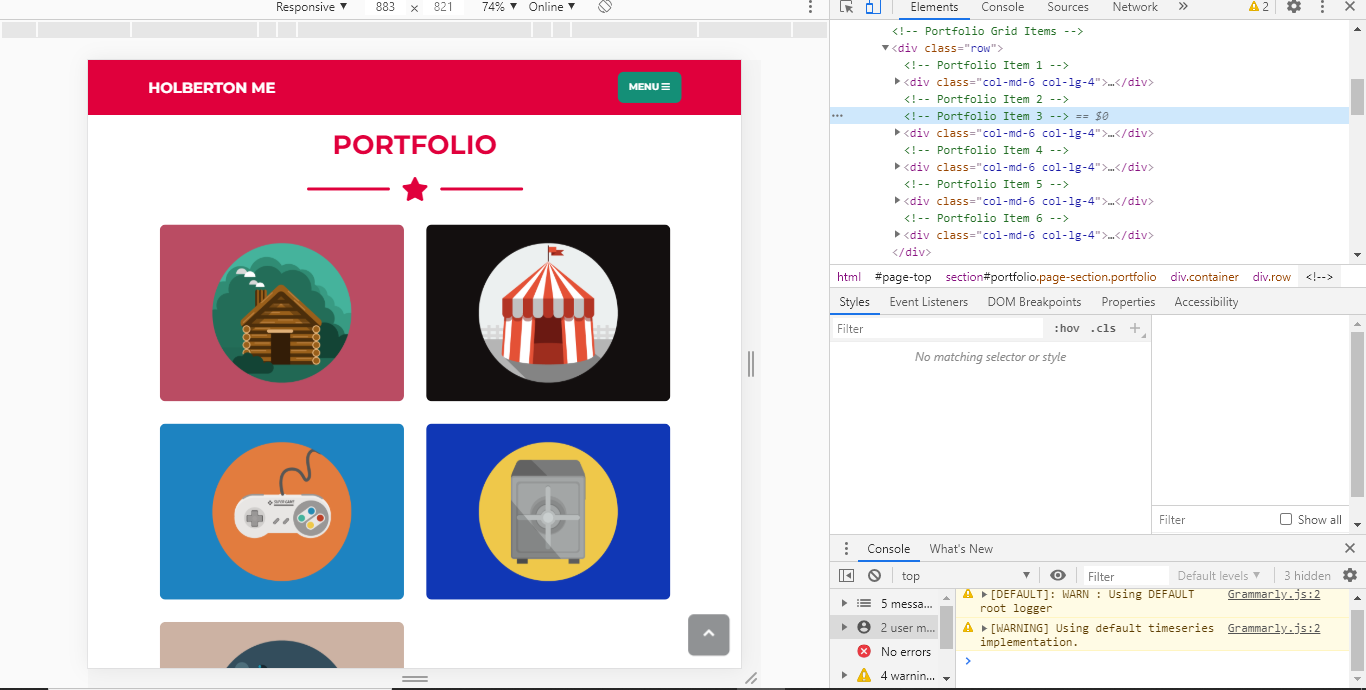 Responsive ▼ 883 x 821 74% ▼ Online ▼
Elements Console Sources Network » 2
HOLBERTON ME
MENU
PORTFOLIO
<!-- Portfolio Grid Items -->
▼<div class="row">
<!-- Portfolio Item 1 -->
▶<div class="col-md-6 col-lg-4">…</div>
<!-- Portfolio Item 2 -->
<!-- Portfolio Item 3 --> == $0
▶<div class="col-md-6 col-lg-4">…</div>
<!-- Portfolio Item 4 -->
▶<div class="col-md-6 col-lg-4">…</div>
<!-- Portfolio Item 5 -->
▶<div class="col-md-6 col-lg-4">…</div>
<!-- Portfolio Item 6 -->
▶<div class="col-md-6 col-lg-4">…</div>
</div>
html #page-top section#portfolio.page-section.portfolio div.container div.row <!-->
Styles Event Listeners DOM Breakpoints Properties Accessibility
Filter :hov .cls +
No matching selector or style
Filter Show all
Console What's New
top ▼ Filter Default levels ▼ 3 hidden
5 messa...
2 user m...
No errors
4 warnin...
▶[DEFAULT]: WARN : Using DEFAULT Grammarly.js:2
root logger
▶[WARNING] Using default timeseries Grammarly.js:2
implementation.
>